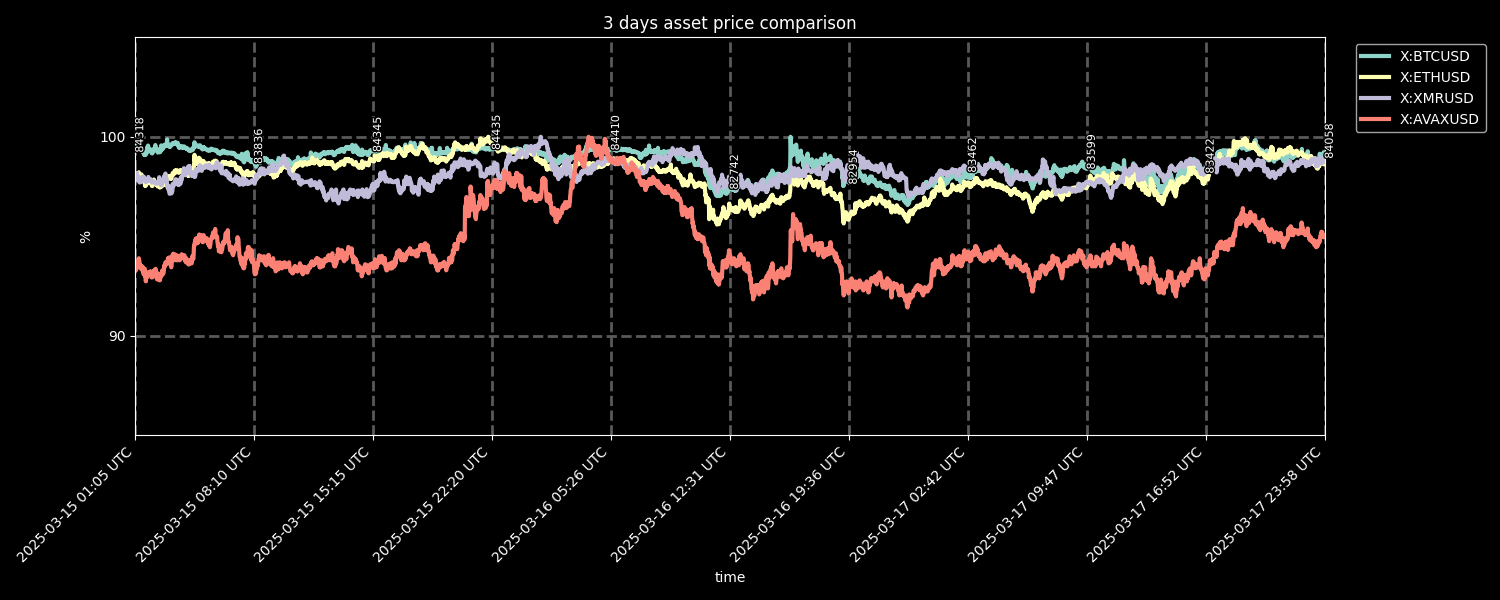 3 days asset price comparison
X:BTCUSD
X:ETHUSD
X:XMRUSD
X:AVAXUSD
100
90
%
84318
83836
84345
84435
84410
82742
82954
83462
83599
83422
84058
2025-03-15 01:05 UTC
2025-03-15 08:10 UTC
2025-03-15 15:15 UTC
2025-03-15 22:20 UTC
2025-03-16 05:26 UTC
2025-03-16 12:31 UTC
2025-03-16 19:36 UTC
2025-03-17 02:42 UTC
2025-03-17 09:47 UTC
2025-03-17 16:52 UTC
2025-03-17 23:58 UTC
time